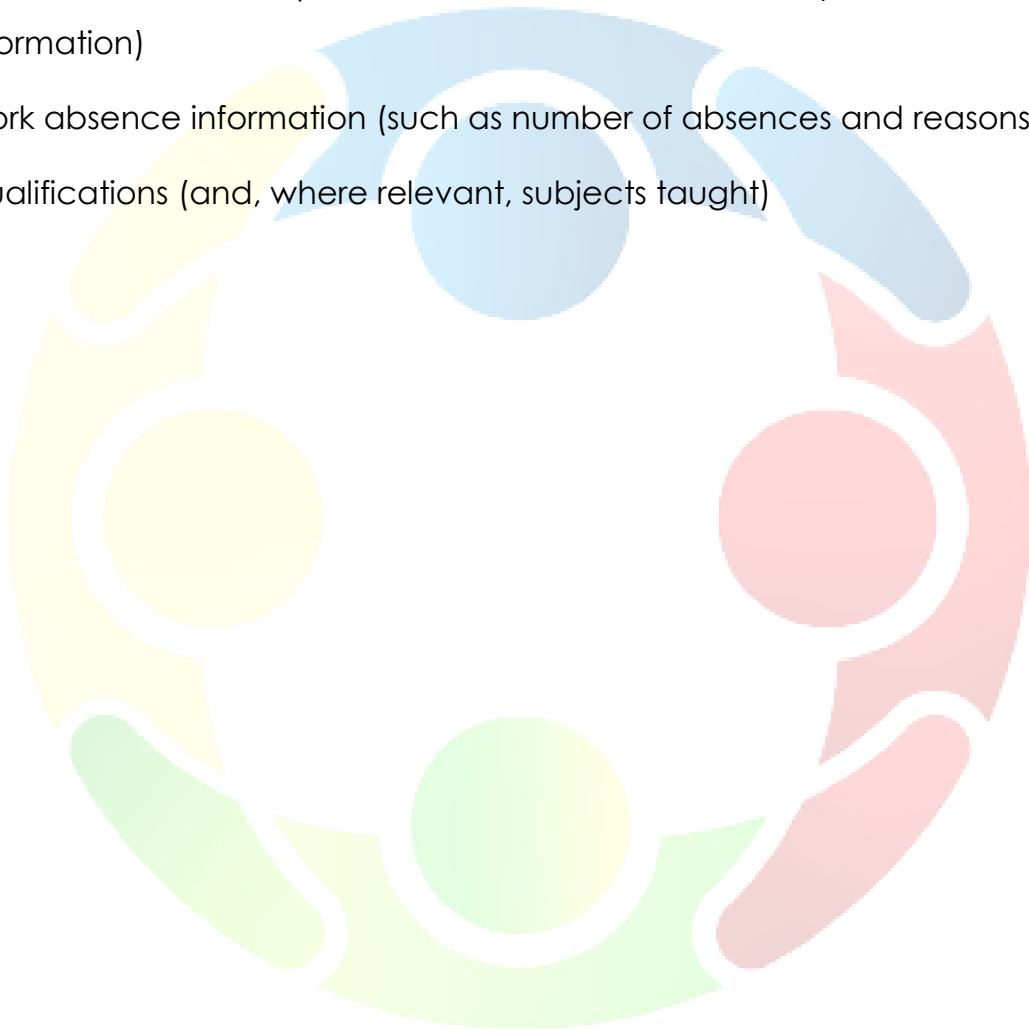 ormation)
ork absence information (such as number of absences and reasons
ualifications (and, where relevant, subjects taught)